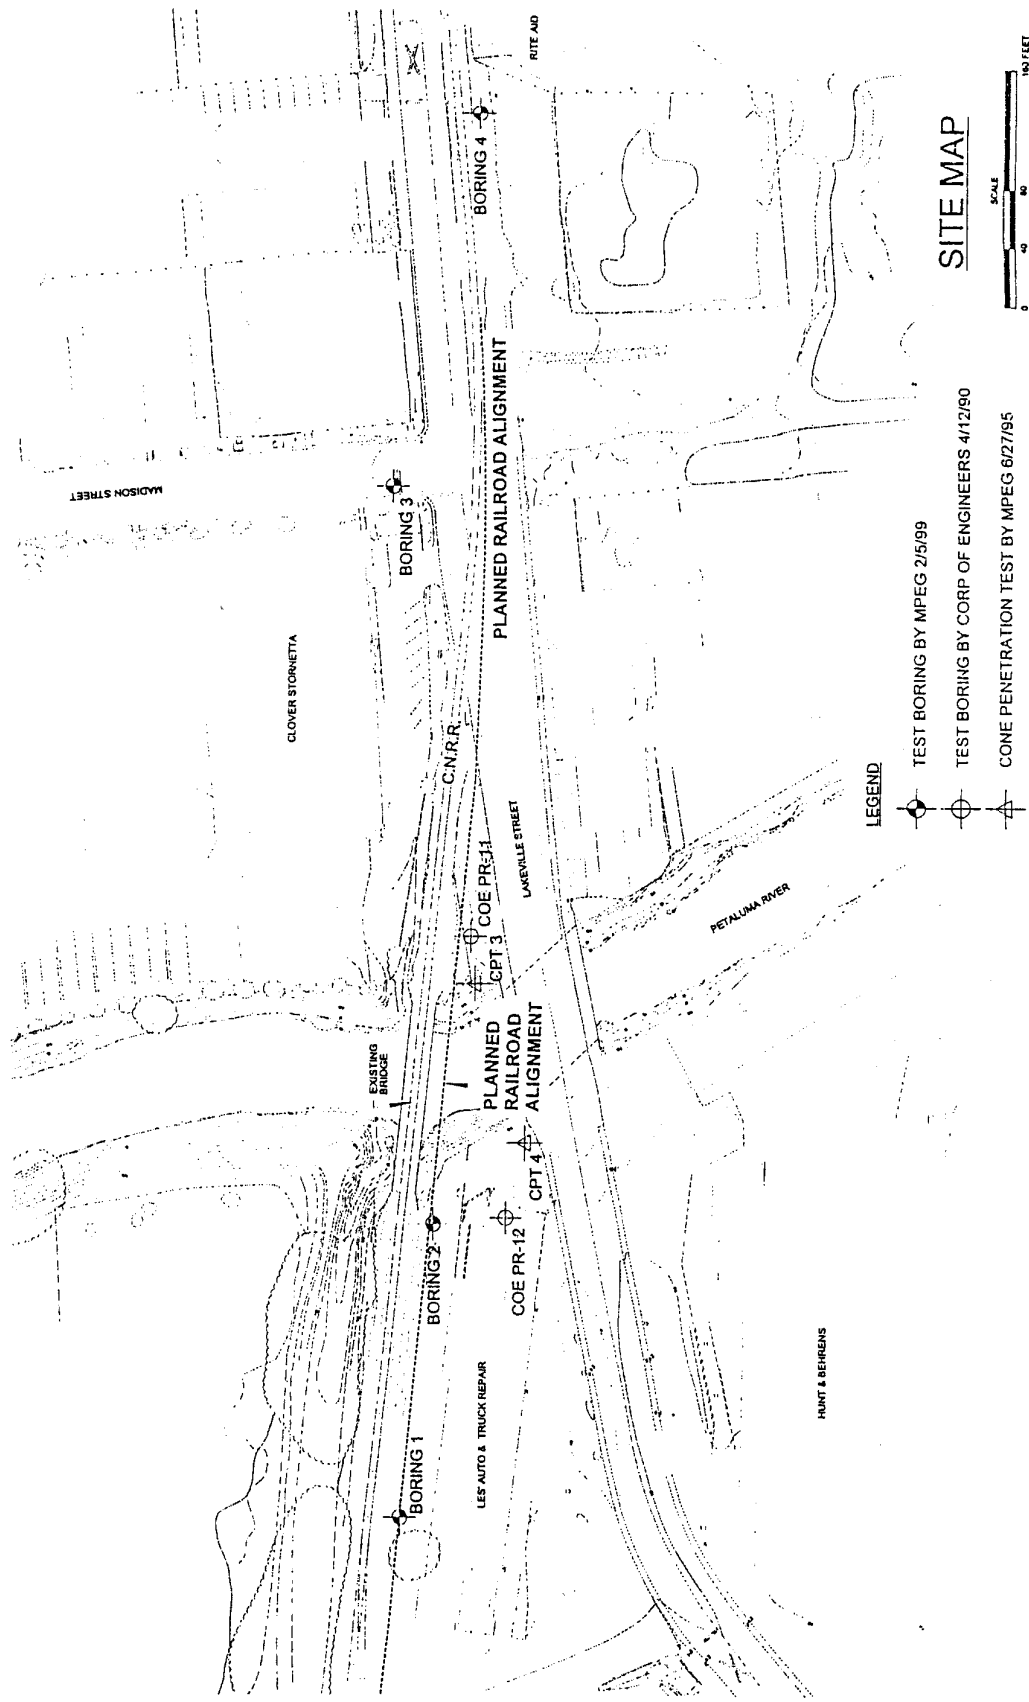 MADISON STREET
RITE AID
BORING 4
BORING 3
CLOVER STORNETTA
PLANNED RAILROAD ALIGNMENT
C.N.R.R.
LAKEVILLE STREET
COE PR-11
CPT 3
PETALUMA RIVER
EXISTING
BRIDGE
PLANNED
RAILROAD
ALIGNMENT
CPT 4
BORING 2
COE PR-12
BORING 1
LES' AUTO & TRUCK REPAIR
HUNT & BEHRENS
LEGEND
TEST BORING BY MPEG 2/5/99
TEST BORING BY CORP OF ENGINEERS 4/12/90
CONE PENETRATION TEST BY MPEG 6/27/95
SITE MAP
SCALE
0 40 80 160 FEET